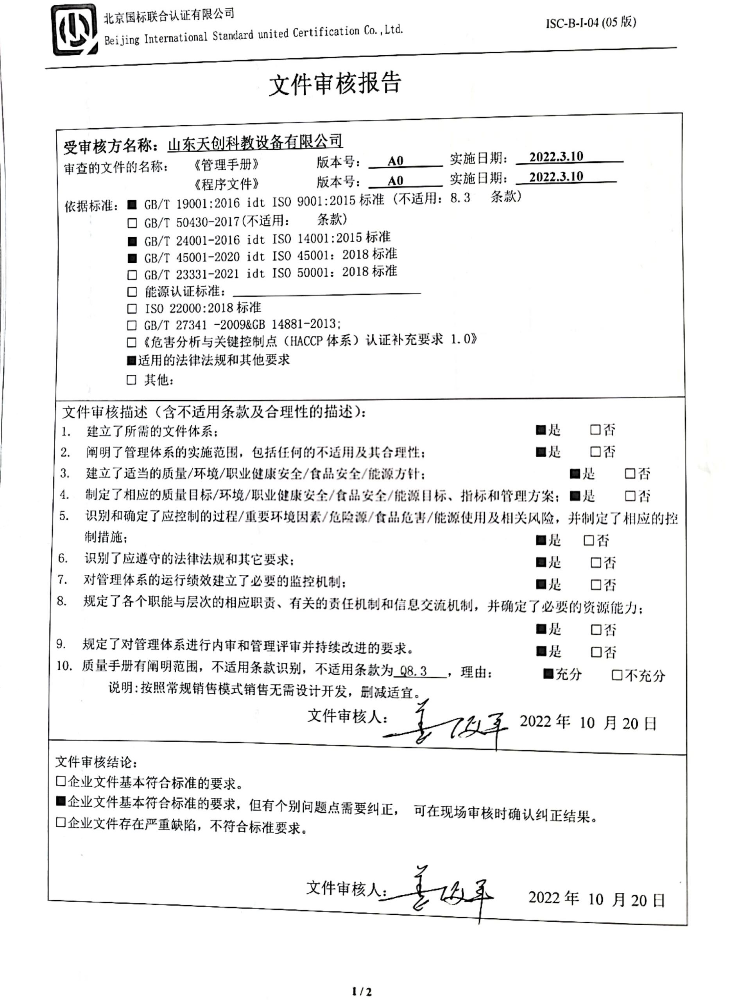 北京国标联合认证有限公司
Beijing International Standard united Certification Co.,Ltd.
ISC-B-I-04 (05 版)
文件审核报告
受审核方名称：山东天创科教设备有限公司
审查的文件的名称： 《管理手册》 版本号： A0 实施日期： 2022.3.10
《程序文件》 版本号： A0 实施日期： 2022.3.10
依据标准：■ GB/T 19001:2016 idt ISO 9001:2015 标准（不适用：8.3 条款）
□ GB/T 50430-2017(不适用： 条款)
■ GB/T 24001-2016 idt ISO 14001:2015 标准
■ GB/T 45001-2020 idt ISO 45001：2018 标准
□ GB/T 23331-2021 idt ISO 50001：2018 标准
□ 能源认证标准：
□ ISO 22000:2018 标准
□ GB/T 27341 -2009&GB 14881-2013;
□《危害分析与关键控制点（HACCP 体系）认证补充要求 1.0》
■适用的法律法规和其他要求
□ 其他：
文件审核描述（含不适用条款及合理性的描述）：
1. 建立了所需的文件体系； ■是 □否
2. 阐明了管理体系的实施范围，包括任何的不适用及其合理性； ■是 □否
3. 建立了适当的质量/环境/职业健康安全/食品安全/能源方针； ■是 □否
4. 制定了相应的质量目标/环境/职业健康安全/食品安全/能源目标、指标和管理方案；■是 □否
5. 识别和确定了应控制的过程/重要环境因素/危险源/食品危害/能源使用及相关风险，并制定了相应的控
制措施； ■是 □否
6. 识别了应遵守的法律法规和其它要求； ■是 □否
7. 对管理体系的运行绩效建立了必要的监控机制； ■是 □否
8. 规定了各个职能与层次的相应职责、有关的责任机制和信息交流机制，并确定了必要的资源能力；
■是 □否
9. 规定了对管理体系进行内审和管理评审并持续改进的要求。 ■是 □否
10. 质量手册有阐明范围，不适用条款识别，不适用条款为 Q8.3 ，理由： ■充分 □不充分
说明:按照常规销售模式销售无需设计开发，删减适宜。
文件审核人： 2022 年 10 月 20 日
文件审核结论：
□企业文件基本符合标准的要求。
■企业文件基本符合标准的要求，但有个别问题点需要纠正， 可在现场审核时确认纠正结果。
□企业文件存在严重缺陷，不符合标准要求。
文件审核人： 2022 年 10 月 20 日
1 / 2